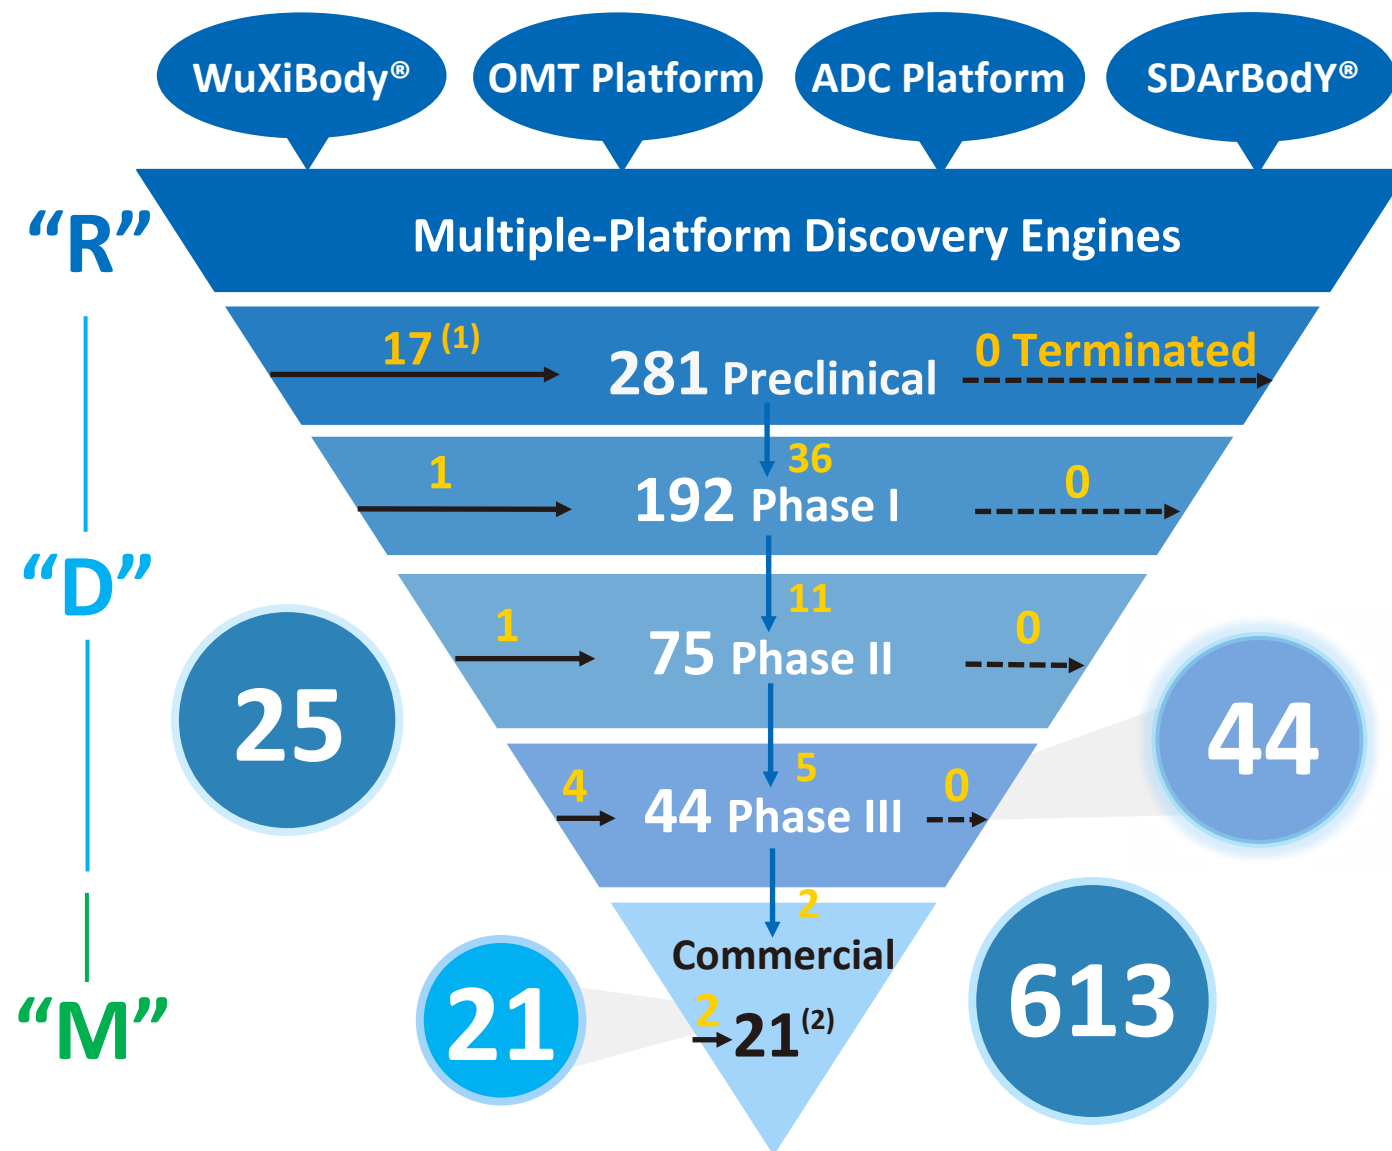 WuXiBody®
OMT Platform
ADC Platform
SDArBodY®
“R”
Multiple-Platform Discovery Engines
17 (1)
281 Preclinical
0 Terminated
36
1
192 Phase I
0
“D”
11
1
75 Phase II
0
25
44
5
4
44 Phase III
0
2
Commercial
2
21(2)
21
613
“M”